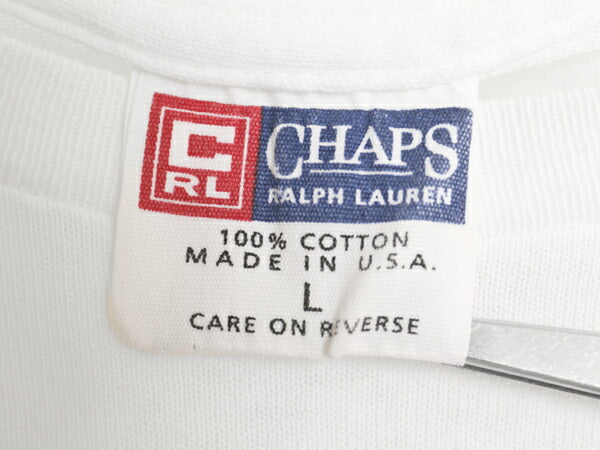 C
RL
CHAPS
RALPH LAUREN
100% COTTON
MADE IN U.S.A.
L
CARE ON REVERSE